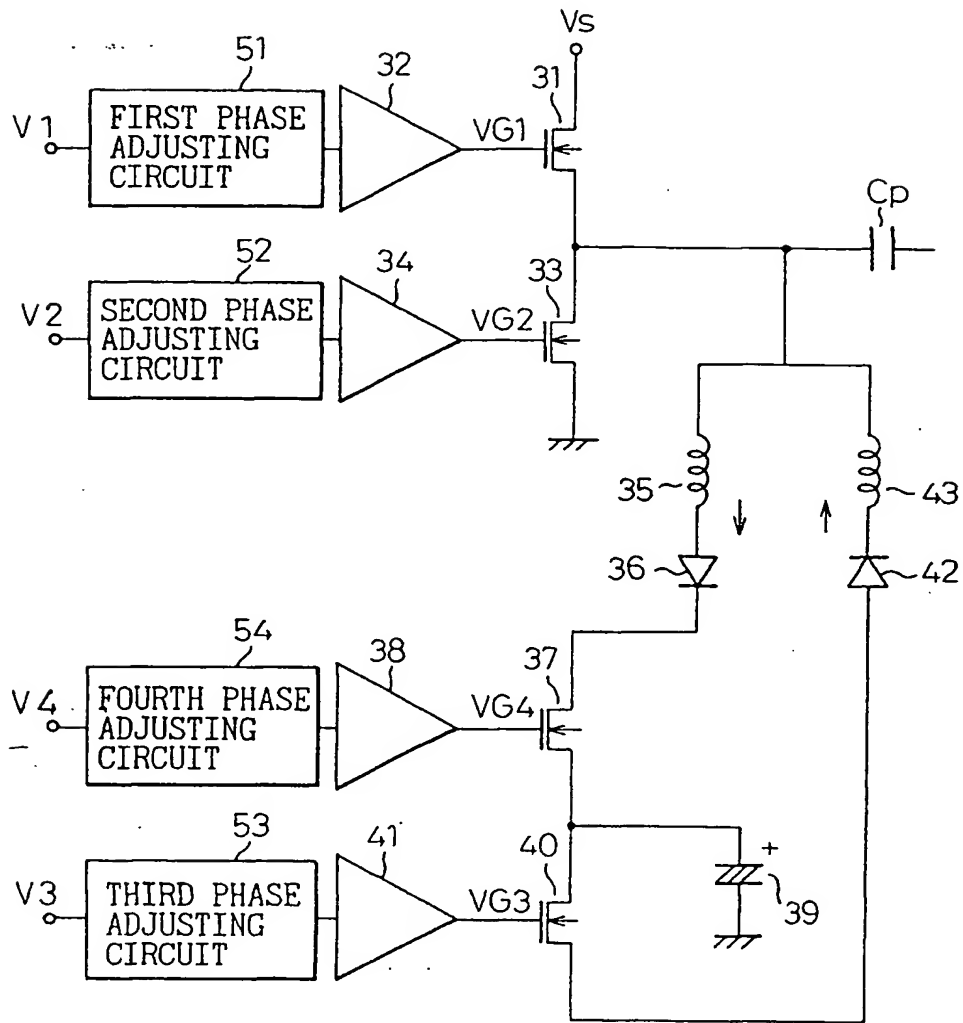 Vs
51
32
31
V1
FIRST PHASE
ADJUSTING
CIRCUIT
VG1
Cp
52
34
33
V2
SECOND PHASE
ADJUSTING
CIRCUIT
VG2
35
43
36
42
54
38
37
V4
FOURTH PHASE
ADJUSTING
CIRCUIT
VG4
53
41
40
+
39
V3
THIRD PHASE
ADJUSTING
CIRCUIT
VG3